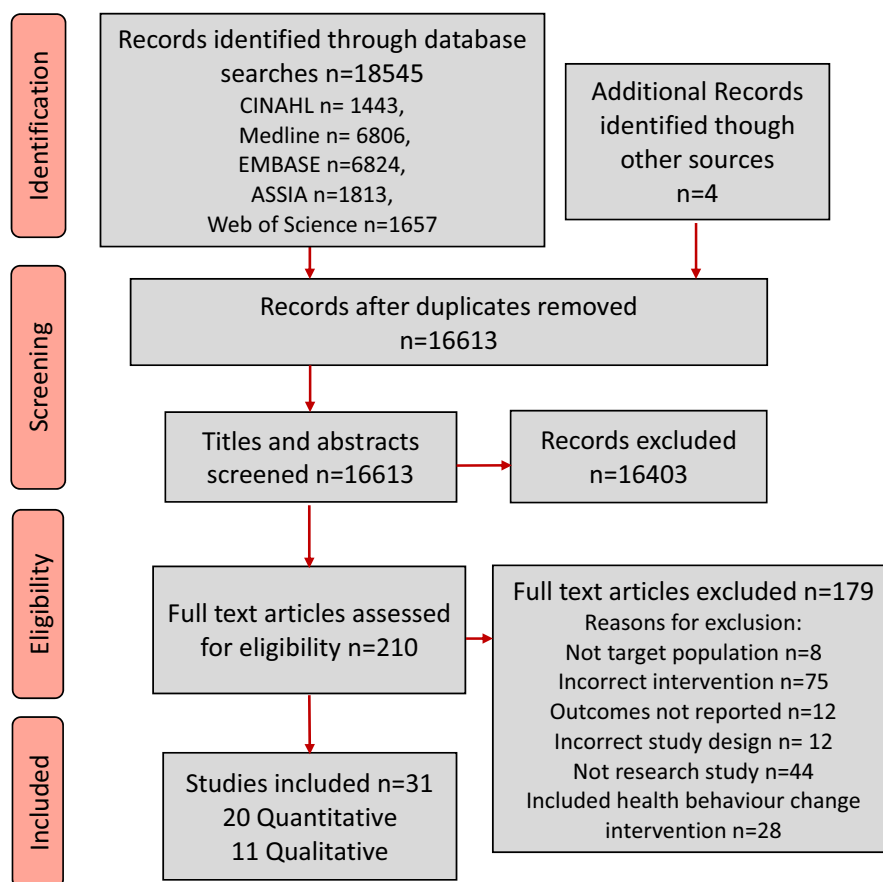 Identification
Records identified through database
searches n=18545
CINAHL n= 1443,
Medline n= 6806,
EMBASE n=6824,
ASSIA n=1813,
Web of Science n=1657
Additional Records
identified though
other sources
n=4
Screening
Records after duplicates removed
n=16613
Titles and abstracts
screened n=16613
Records excluded
n=16403
Eligibility
Full text articles assessed
for eligibility n=210
Full text articles excluded n=179
Reasons for exclusion:
Not target population n=8
Incorrect intervention n=75
Outcomes not reported n=12
Incorrect study design n= 12
Not research study n=44
Included health behaviour change
intervention n=28
Included
Studies included n=31
20 Quantitative
11 Qualitative